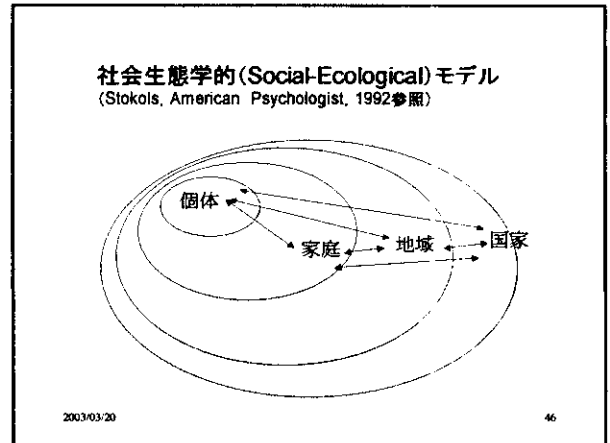 社会生態学的(Social-Ecological)モデル
(Stokols, American Psychologist, 1992参照)
個体
家庭
地域
国家
2003/03/20
46